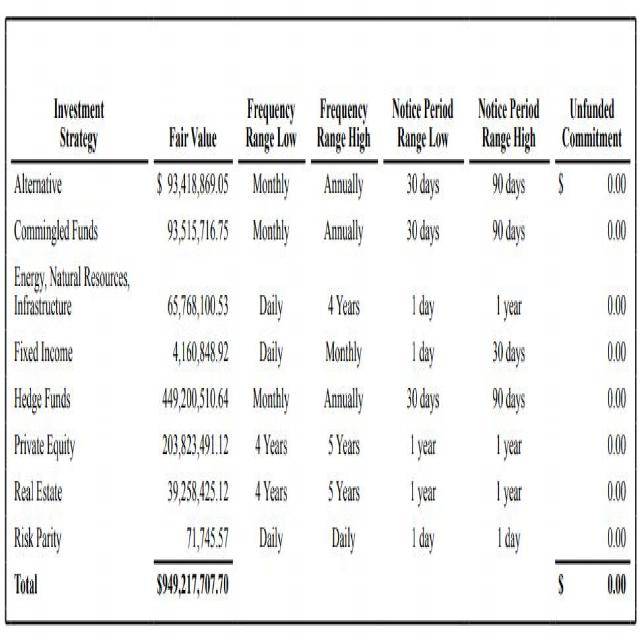 Investment Strategy Fair Value Frequency Range Low Frequency Range High Notice Period Range Low Notice Period Range High Unfunded Commitment
Alternative $ 93,418,869.05 Monthly Annually 30 days 90 days $ 0.00
Commingled Funds 93,515,716.75 Monthly Annually 30 days 90 days 0.00
Energy, Natural Resources,
Infrastructure 65,768,100.53 Daily 4 Years 1 day 1 year 0.00
Fixed Income 4,160,848.92 Daily Monthly 1 day 30 days 0.00
Hedge Funds 449,200,510.64 Monthly Annually 30 days 90 days 0.00
Private Equity 203,823,491.12 4 Years 5 Years 1 year 1 year 0.00
Real Estate 39,258,425.12 4 Years 5 Years 1 year 1 year 0.00
Risk Parity 71,745.57 Daily Daily 1 day 1 day 0.00
Total $949,217,707.70 $ 0.00